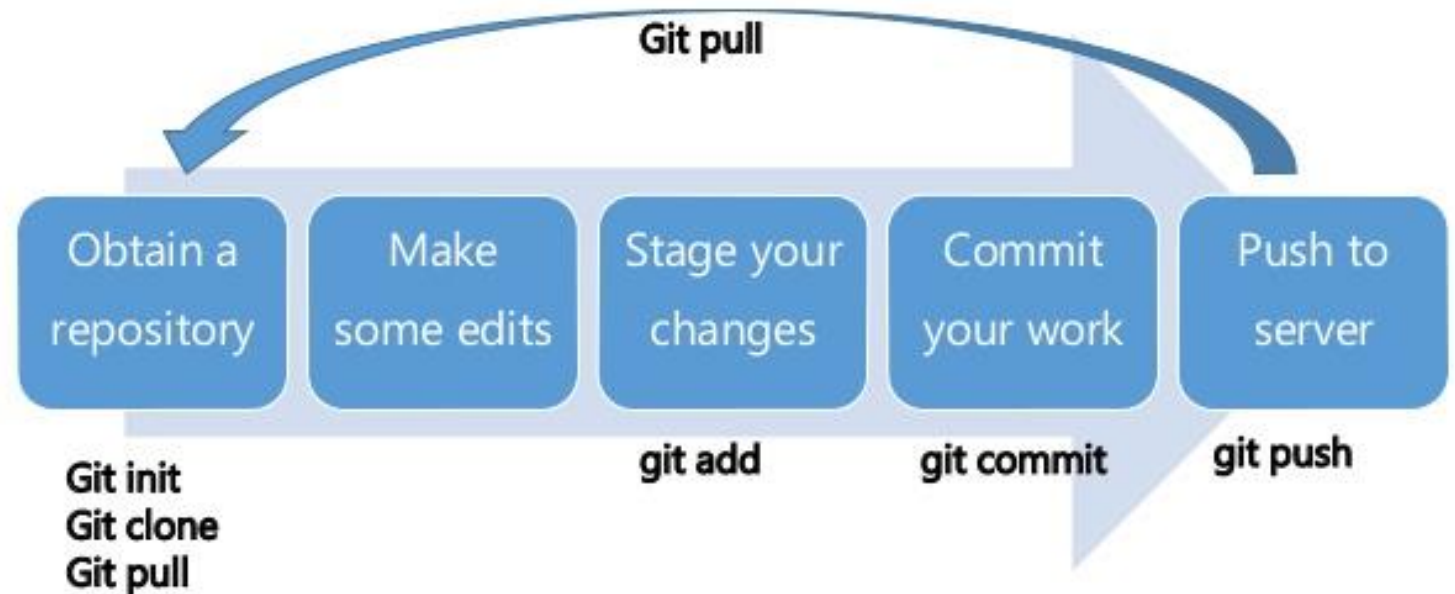 Git pull
Obtain a
repository
Make
some edits
Stage your
changes
Commit
your work
Push to
server
Git init
Git clone
Git pull
git add
git commit
git push